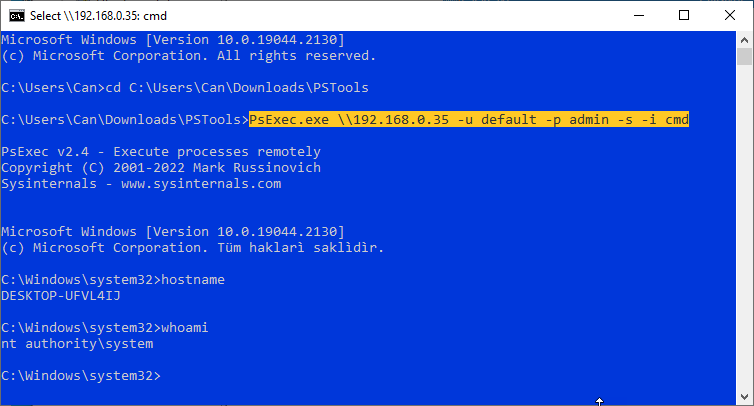 Select \\192.168.0.35: cmd
Microsoft Windows [Version 10.0.19044.2130]
(c) Microsoft Corporation. All rights reserved.
C:\Users\Can>cd C:\Users\Can\Downloads\PSTools
C:\Users\Can\Downloads\PSTools>PsExec.exe \\192.168.0.35 -u default -p admin -s -i cmd
PsExec v2.4 - Execute processes remotely
Copyright (C) 2001-2022 Mark Russinovich
Sysinternals - www.sysinternals.com
Microsoft Windows [Version 10.0.19044.2130]
(c) Microsoft Corporation. Tüm haklarì saklìdìr.
C:\Windows\system32>hostname
DESKTOP-UFVL4IJ
C:\Windows\system32>whoami
nt authority\system
C:\Windows\system32>